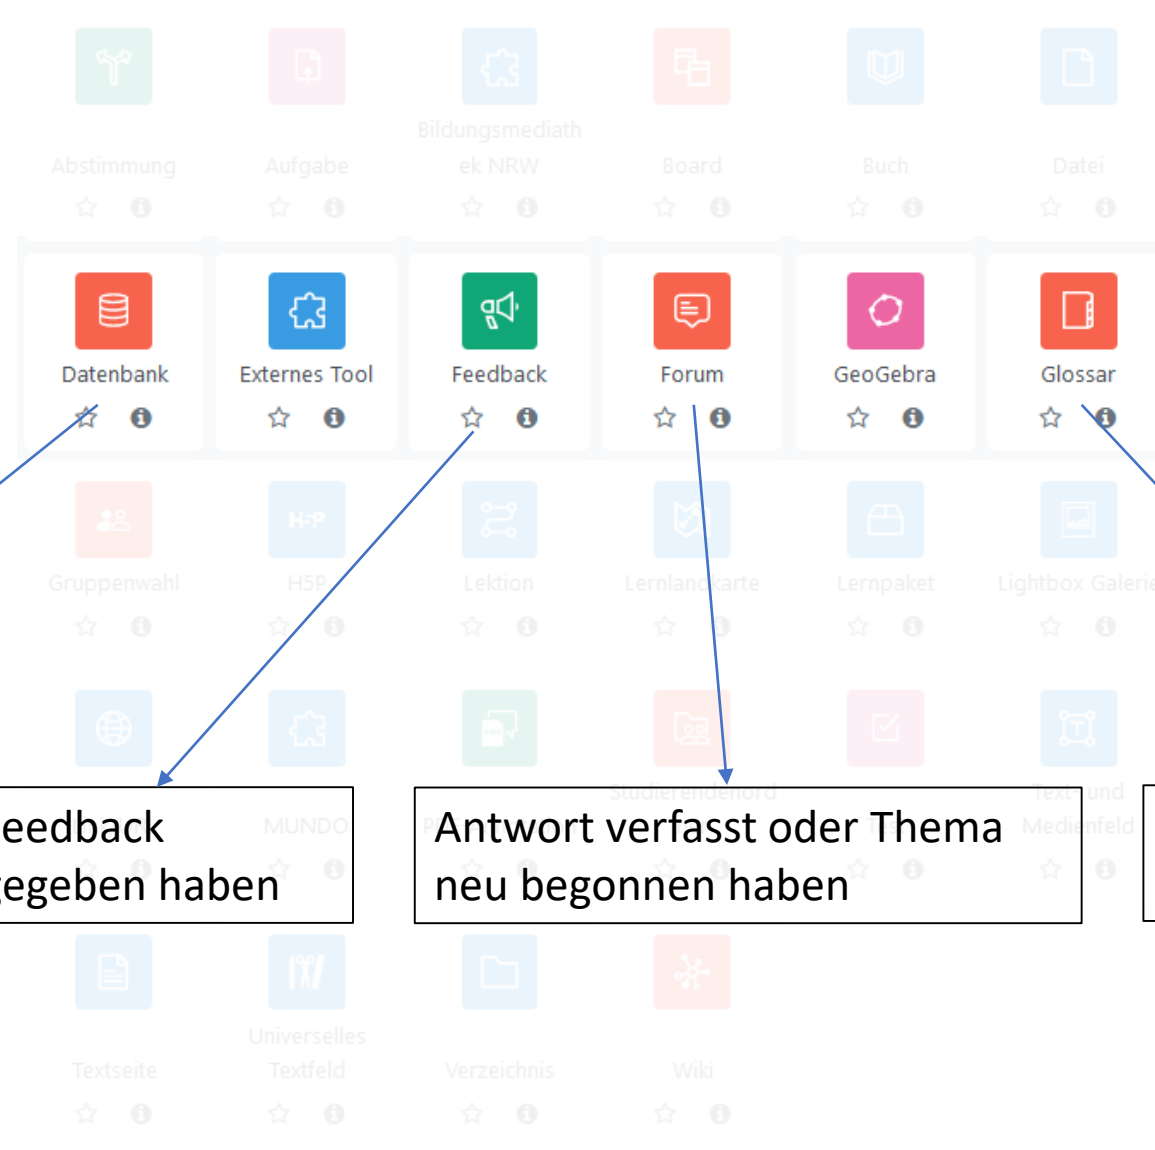 Abstimmung
Aufgabe
Bildungsmediath
ek NRW
Board
Buch
Datei
Datenbank
Externes Tool
Feedback
Forum
GeoGebra
Glossar
Gruppenwahl
H5P
Lektion
Lernlandkarte
Lernpaket
Lightbox Galerie
eedback
gegeben haben
MUNDO
Studierendenord
Antwort verfasst oder Thema
neu begonnen haben
Text- und
Medienfeld
Textseite
Universelles
Textfeld
Verzeichnis
Wiki